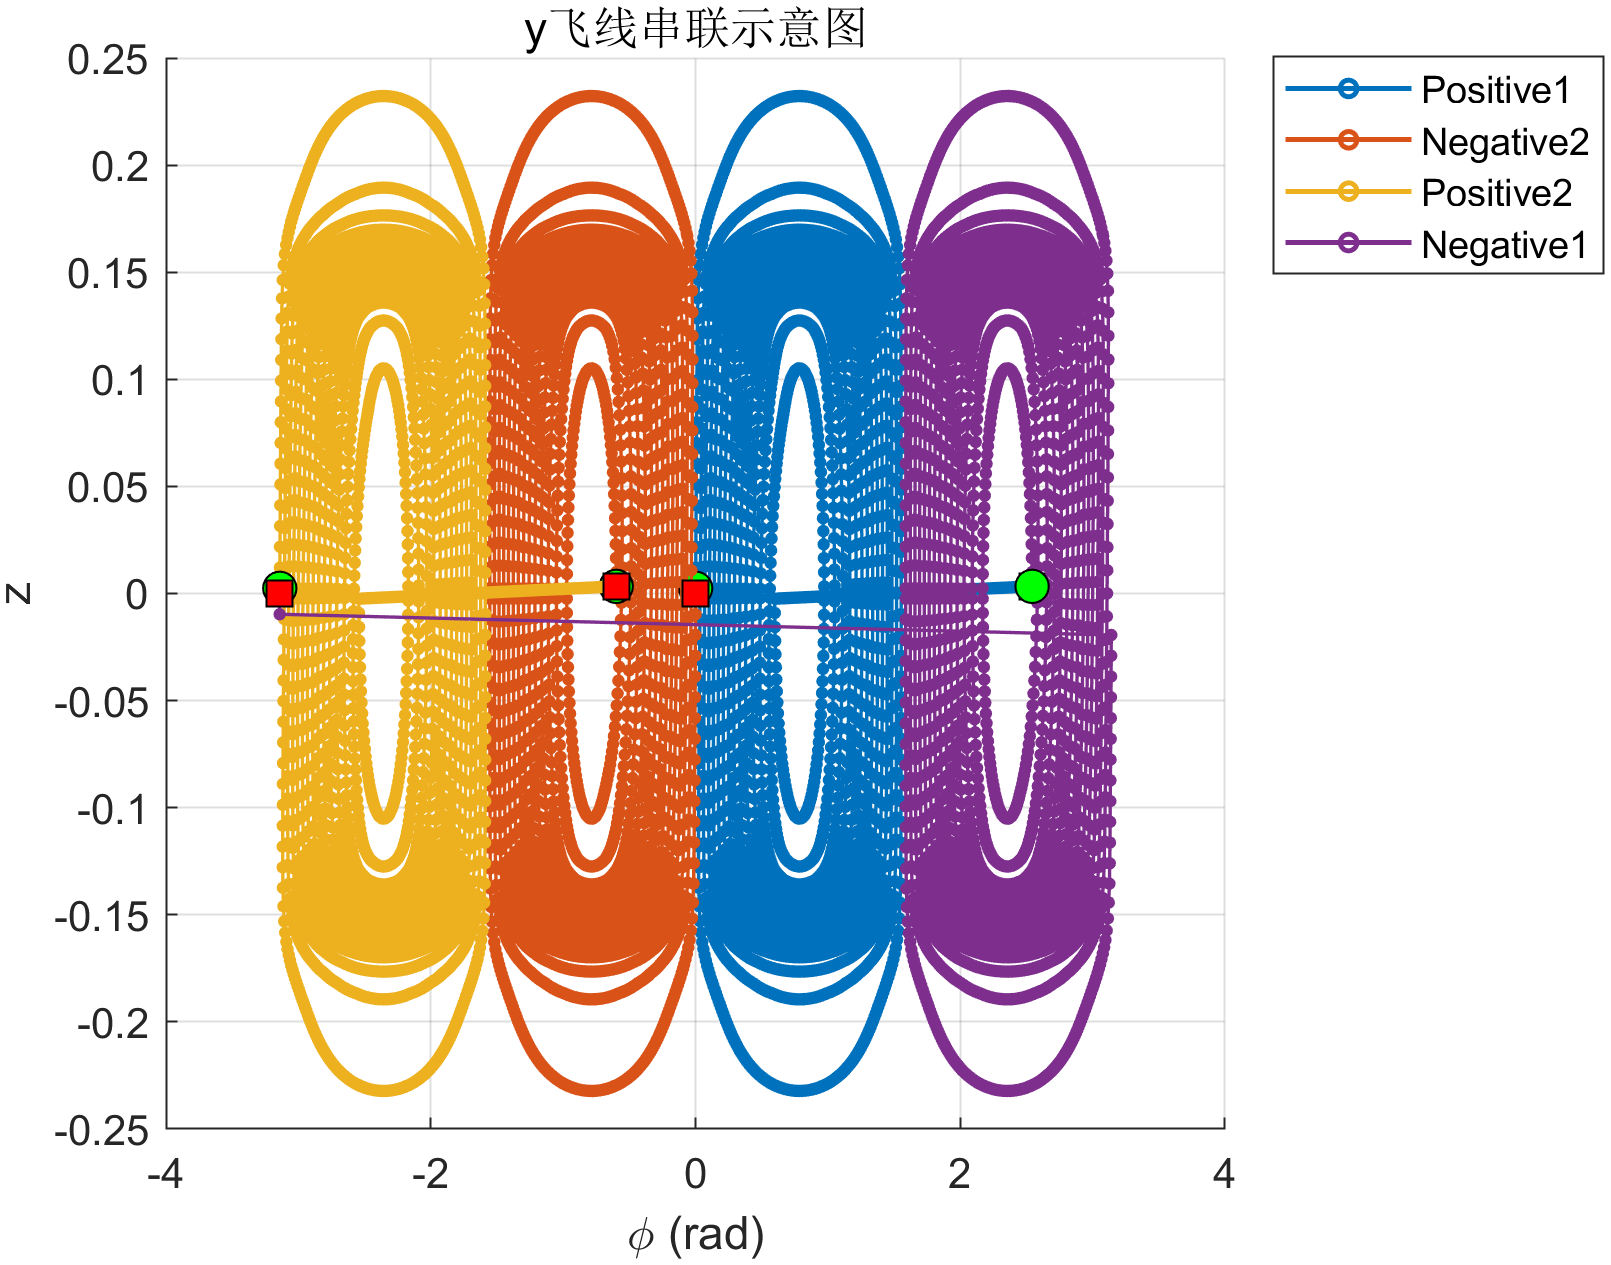 y飞线串联示意图
0.25
0.2
0.15
0.1
0.05
0
-0.05
-0.1
-0.15
-0.2
-0.25
z
-4
-2
0
2
4
ϕ (rad)
Positive1
Negative2
Positive2
Negative1